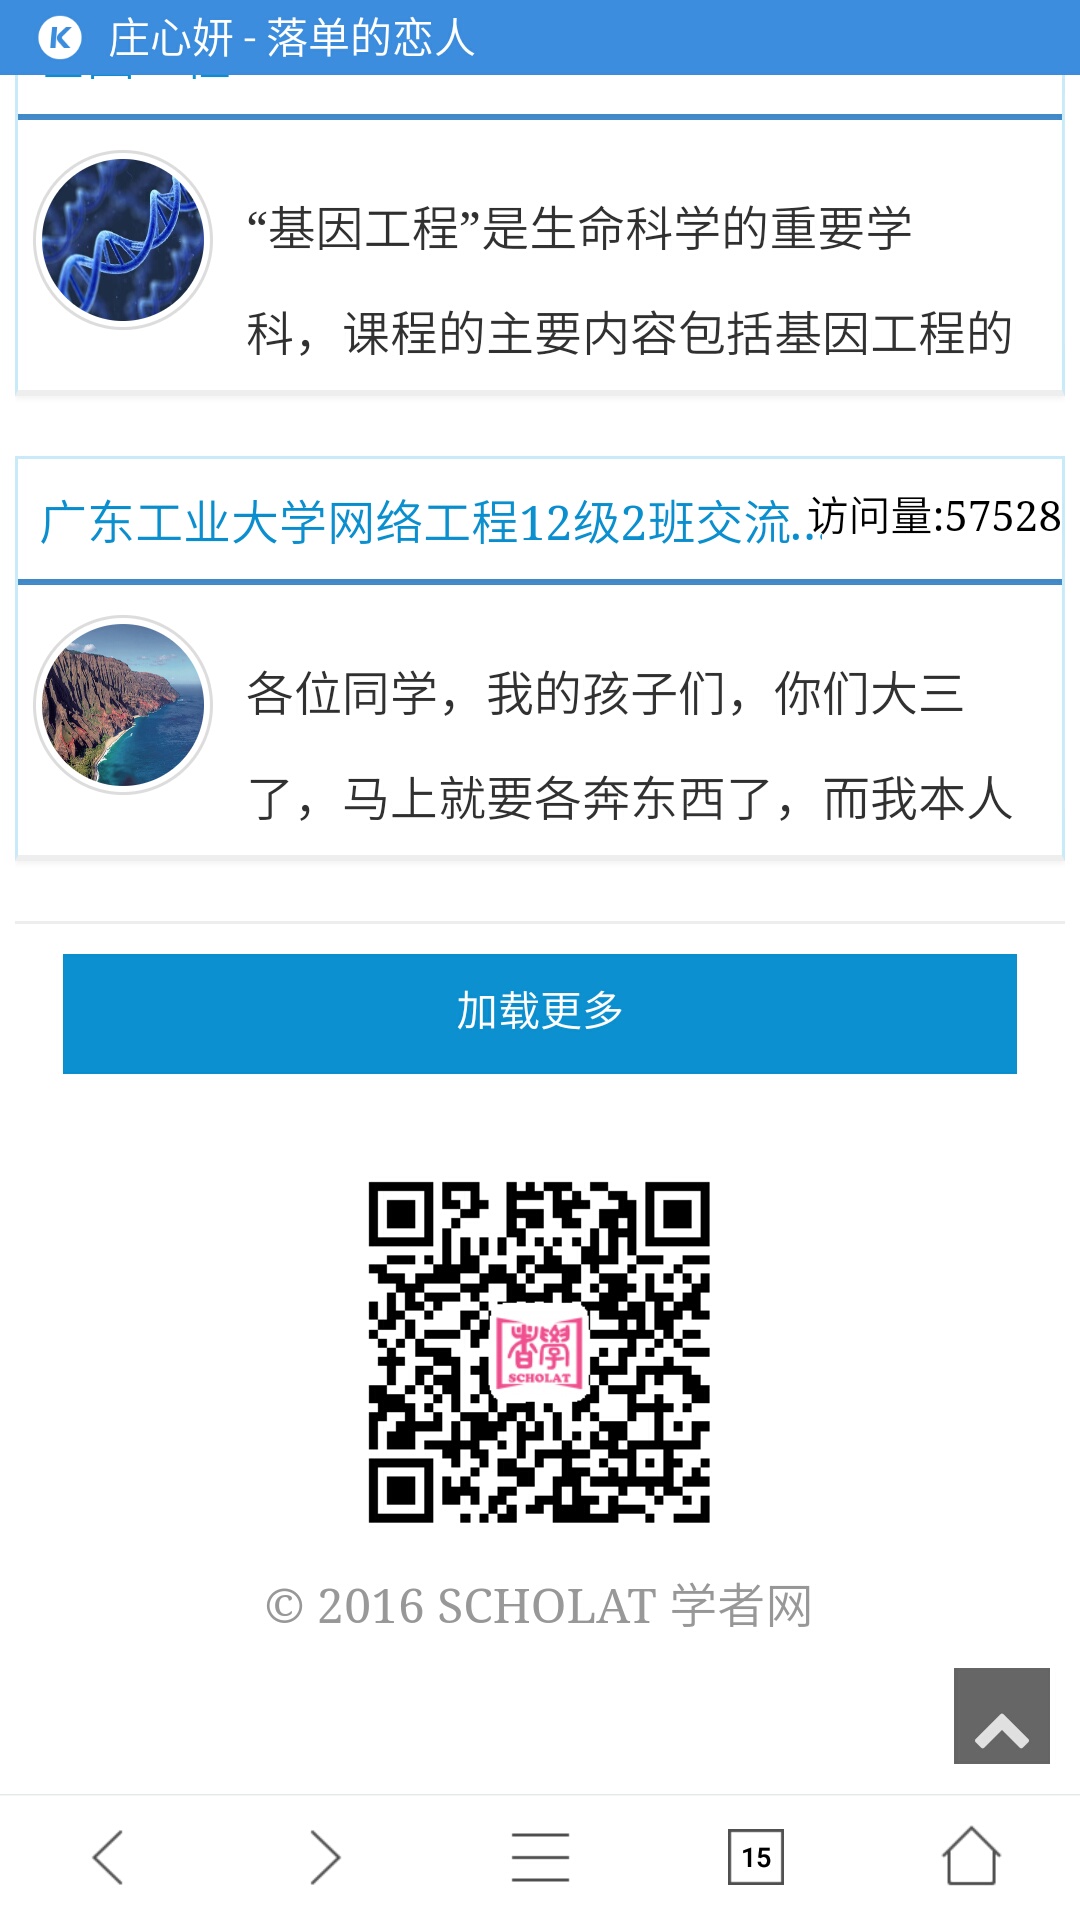 庄心妍 - 落单的恋人
“基因工程”是生命科学的重要学
科，课程的主要内容包括基因工程的
广东工业大学网络工程12级2班交流...
访问量:57528
各位同学，我的孩子们，你们大三
了，马上就要各奔东西了，而我本人
加载更多
者學
SCHOLAT
© 2016 SCHOLAT 学者网
15